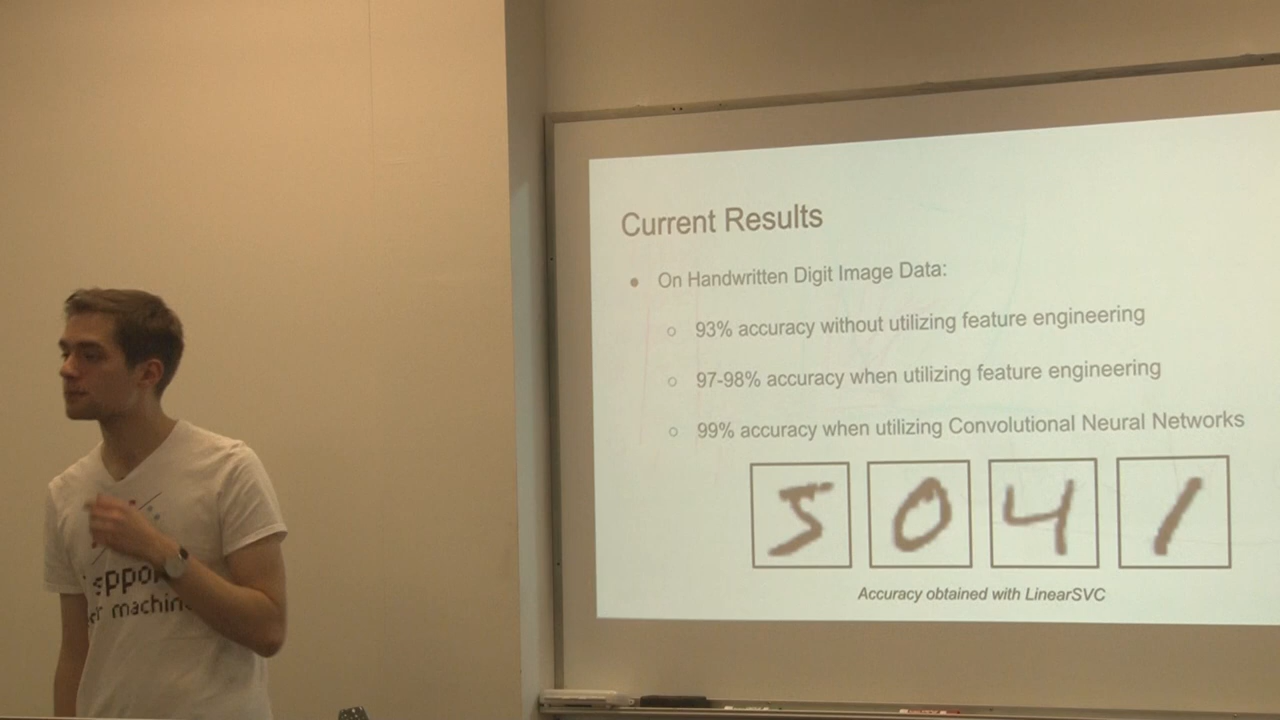 Current Results
On Handwritten Digit Image Data:
93% accuracy without utilizing feature engineering
97-98% accuracy when utilizing feature engineering
99% accuracy when utilizing Convolutional Neural Networks
5 0 4 1
Accuracy obtained with LinearSVC
machine